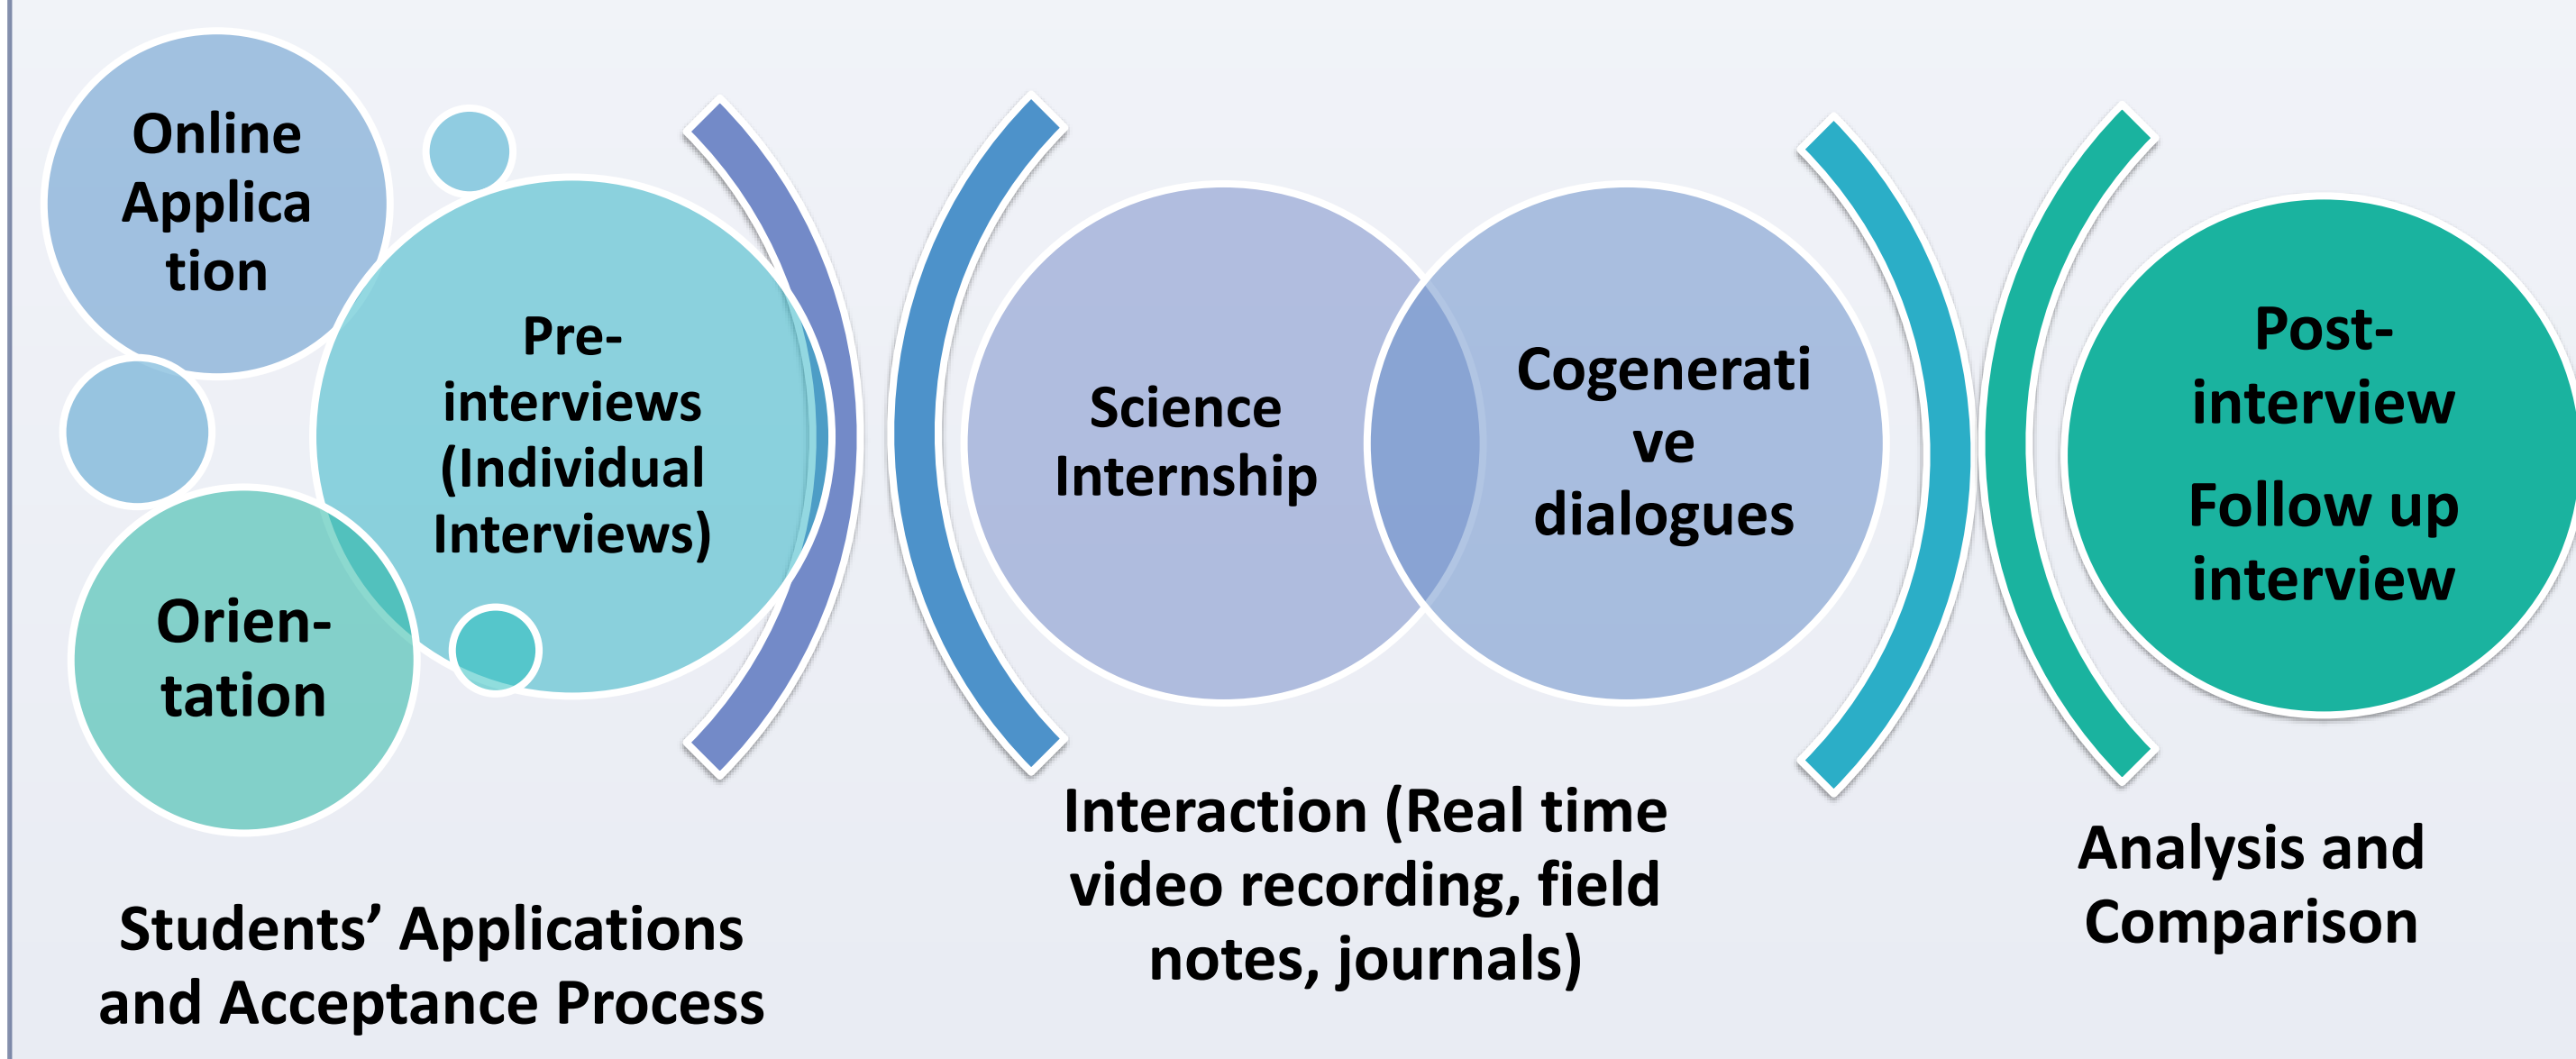 Online
Applica
tion
Pre-
interviews
(Individual
Interviews)
Orien-
tation
Students’ Applications
and Acceptance Process
Science
Internship
Cogenerati
ve
dialogues
Interaction (Real time
video recording, field
notes, journals)
Post-
interview
Follow up
interview
Analysis and
Comparison